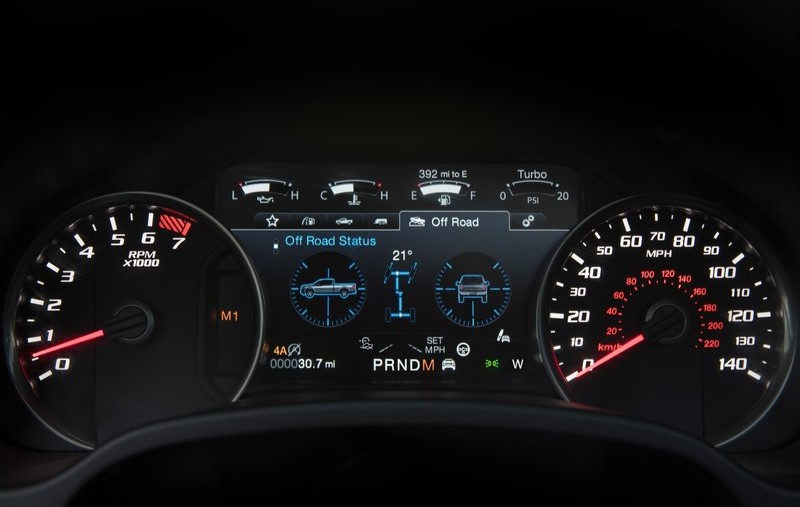 392 mi to E
Turbo
L H
C H
E F
0 20
PSI
Off Road
Off Road Status
21°
0
1
2
3
4
5
6
7
RPM
X1000
M1
4A
SET
MPH
000030.7 mi
PRNDM
W
0
10
20
30
40
50
60
70
80
90
100
110
120
130
140
MPH
km/h
20
40
60
80
100
120
140
160
180
200
220